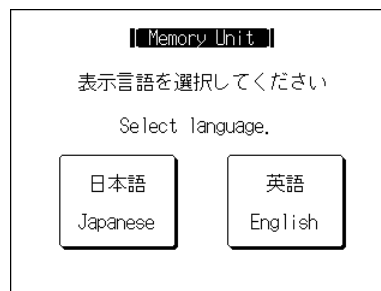 Memory Unit
表示言語を選択してください
Select language.
日本語
Japanese
英語
English